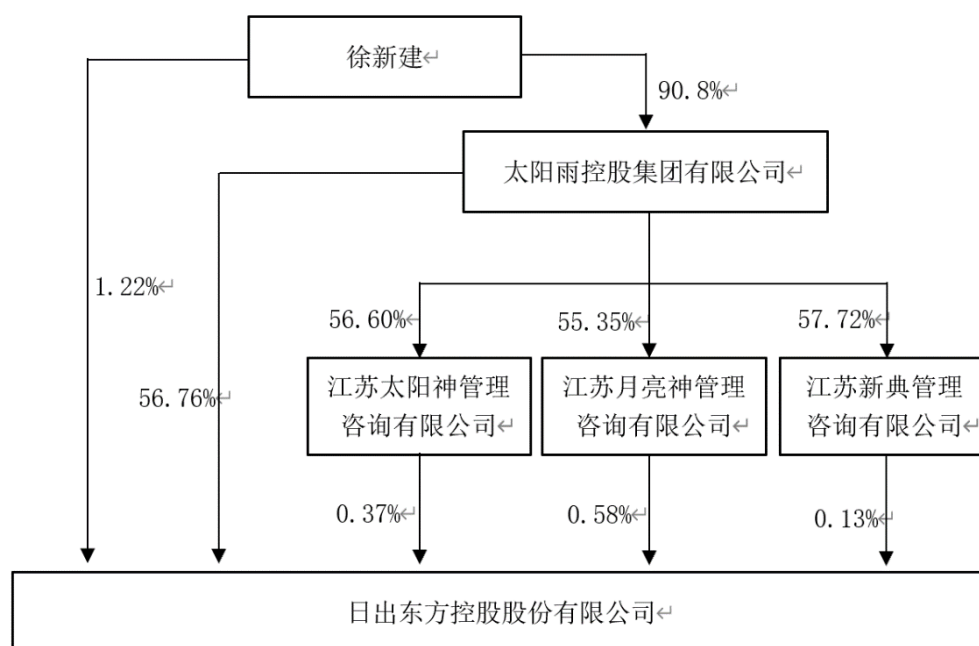 徐新建↵
90.8%↵
太阳雨控股集团有限公司↵
1.22%↵
56.60%↵
55.35%↵
57.72%↵
江苏太阳神管理
咨询有限公司↵
江苏月亮神管理
咨询有限公司↵
江苏新典管理
咨询有限公司↵
56.76%↵
0.37%↵
0.58%↵
0.13%↵
日出东方控股股份有限公司↵